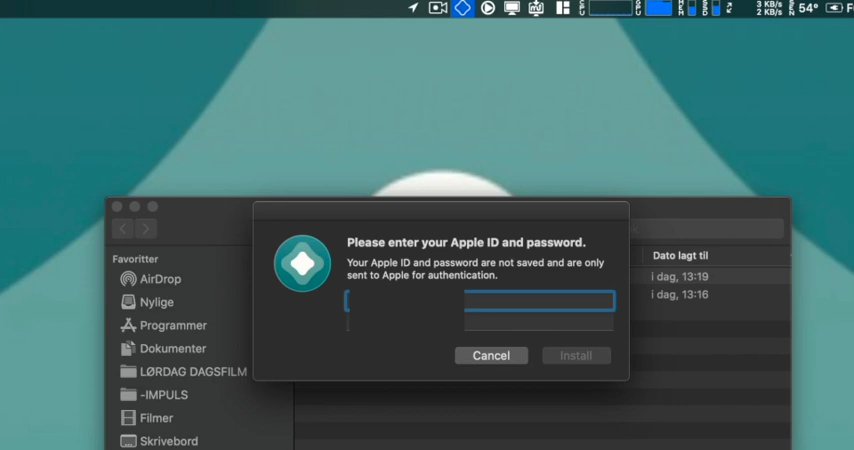 3 KB/s
2 KB/s
54°
Favoritter
AirDrop
Nylige
Programmer
Dokumenter
LØRDAG DAGSFILM
-IMPULS
Filmer
Skrivebord
Please enter your Apple ID and password.
Your Apple ID and password are not saved and are only
sent to Apple for authentication.
Cancel
Install
Dato lagt til
i dag, 13:19
i dag, 13:16